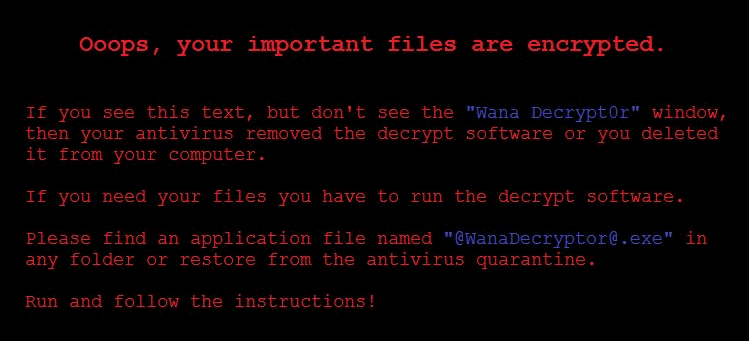 Ooops, your important files are encrypted.
If you see this text, but don't see the "Wana Decrypt0r" window,
then your antivirus removed the decrypt software or you deleted
it from your computer.
If you need your files you have to run the decrypt software.
Please find an application file named "@WanaDecryptor@.exe" in
any folder or restore from the antivirus quarantine.
Run and follow the instructions!